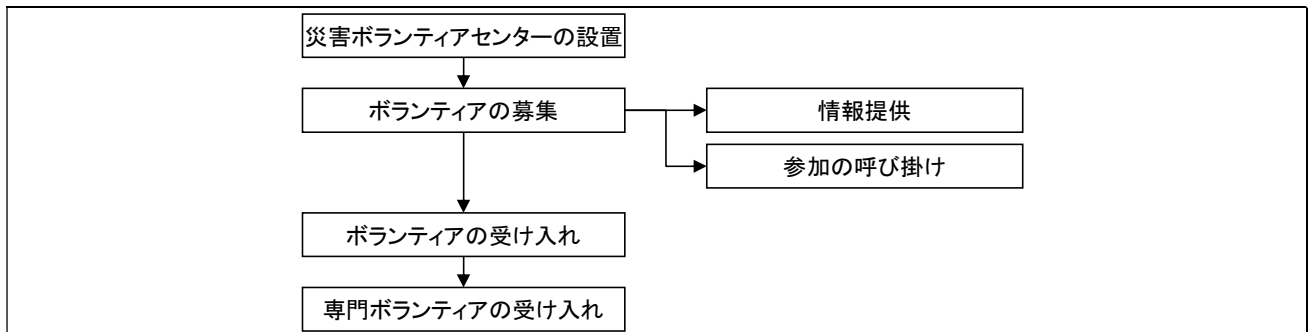 災害ボランティアセンターの設置
ボランティアの募集
情報提供
参加の呼び掛け
ボランティアの受け入れ
専門ボランティアの受け入れ